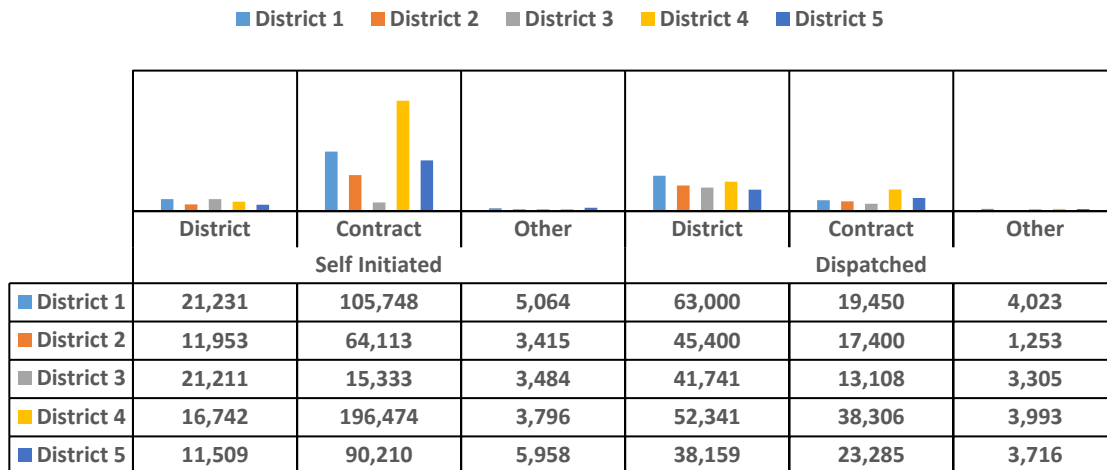 District 1 District 2 District 3 District 4 District 5
District Contract Other District Contract Other
Self Initiated Dispatched
District 1 21,231 105,748 5,064 63,000 19,450 4,023
District 2 11,953 64,113 3,415 45,400 17,400 1,253
District 3 21,211 15,333 3,484 41,741 13,108 3,305
District 4 16,742 196,474 3,796 52,341 38,306 3,993
District 5 11,509 90,210 5,958 38,159 23,285 3,716